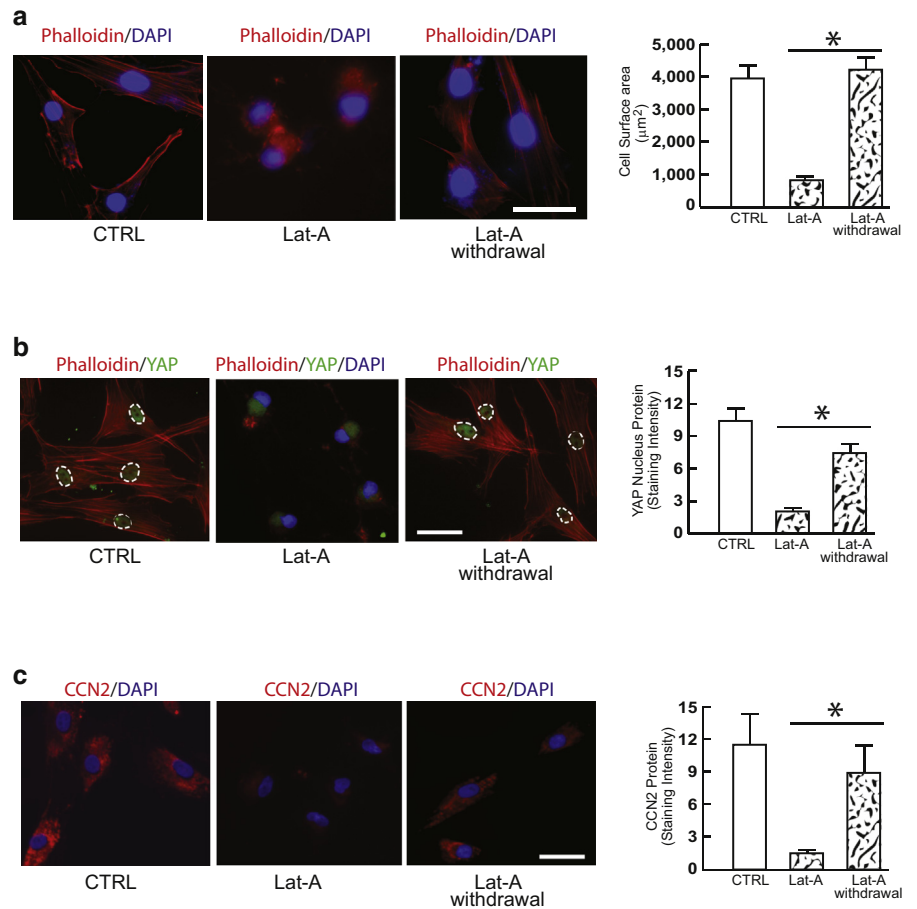 a
Phalloidin/DAPI Phalloidin/DAPI Phalloidin/DAPI
CTRL Lat-A Lat-A
withdrawal
Cell Surface area
(μm²)
5,000
4,000
3,000
2,000
1,000
0
*
CTRL Lat-A Lat-A
withdrawal
b
Phalloidin/YAP Phalloidin/YAP/DAPI Phalloidin/YAP
CTRL Lat-A Lat-A
withdrawal
YAP Nucleus Protein
(Staining Intensity)
15
12
9
6
3
0
*
CTRL Lat-A Lat-A
withdrawal
c
CCN2/DAPI CCN2/DAPI CCN2/DAPI
CTRL Lat-A Lat-A
withdrawal
CCN2 Protein
(Staining Intensity)
15
12
9
6
3
0
*
CTRL Lat-A Lat-A
withdrawal